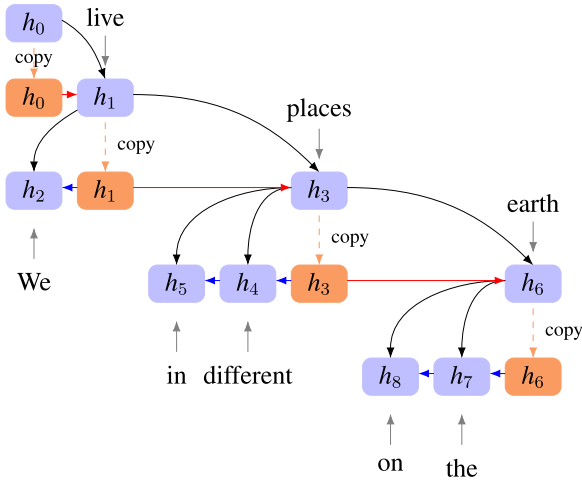 h0
live
copy
h0 h1
places
copy
h2 h1 h3
earth
We
copy
h5 h4 h3 h6
copy
in different
h8 h7 h6
on the